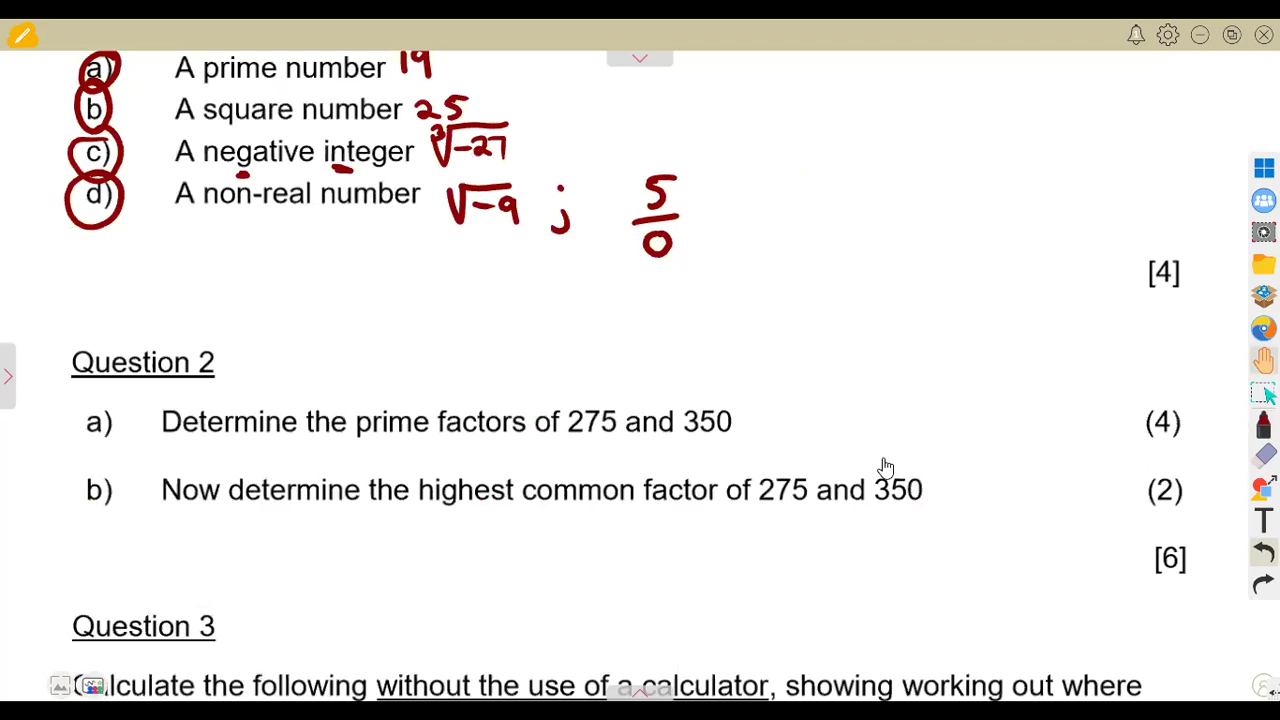 a) A prime number 19
b A square number 25
c) A negative integer ∛-27
d) A non-real number √-9 ; 5/0
[4]
Question 2
a) Determine the prime factors of 275 and 350 (4)
b) Now determine the highest common factor of 275 and 350 (2)
[6]
Question 3
Calculate the following without the use of a calculator, showing working out where
T